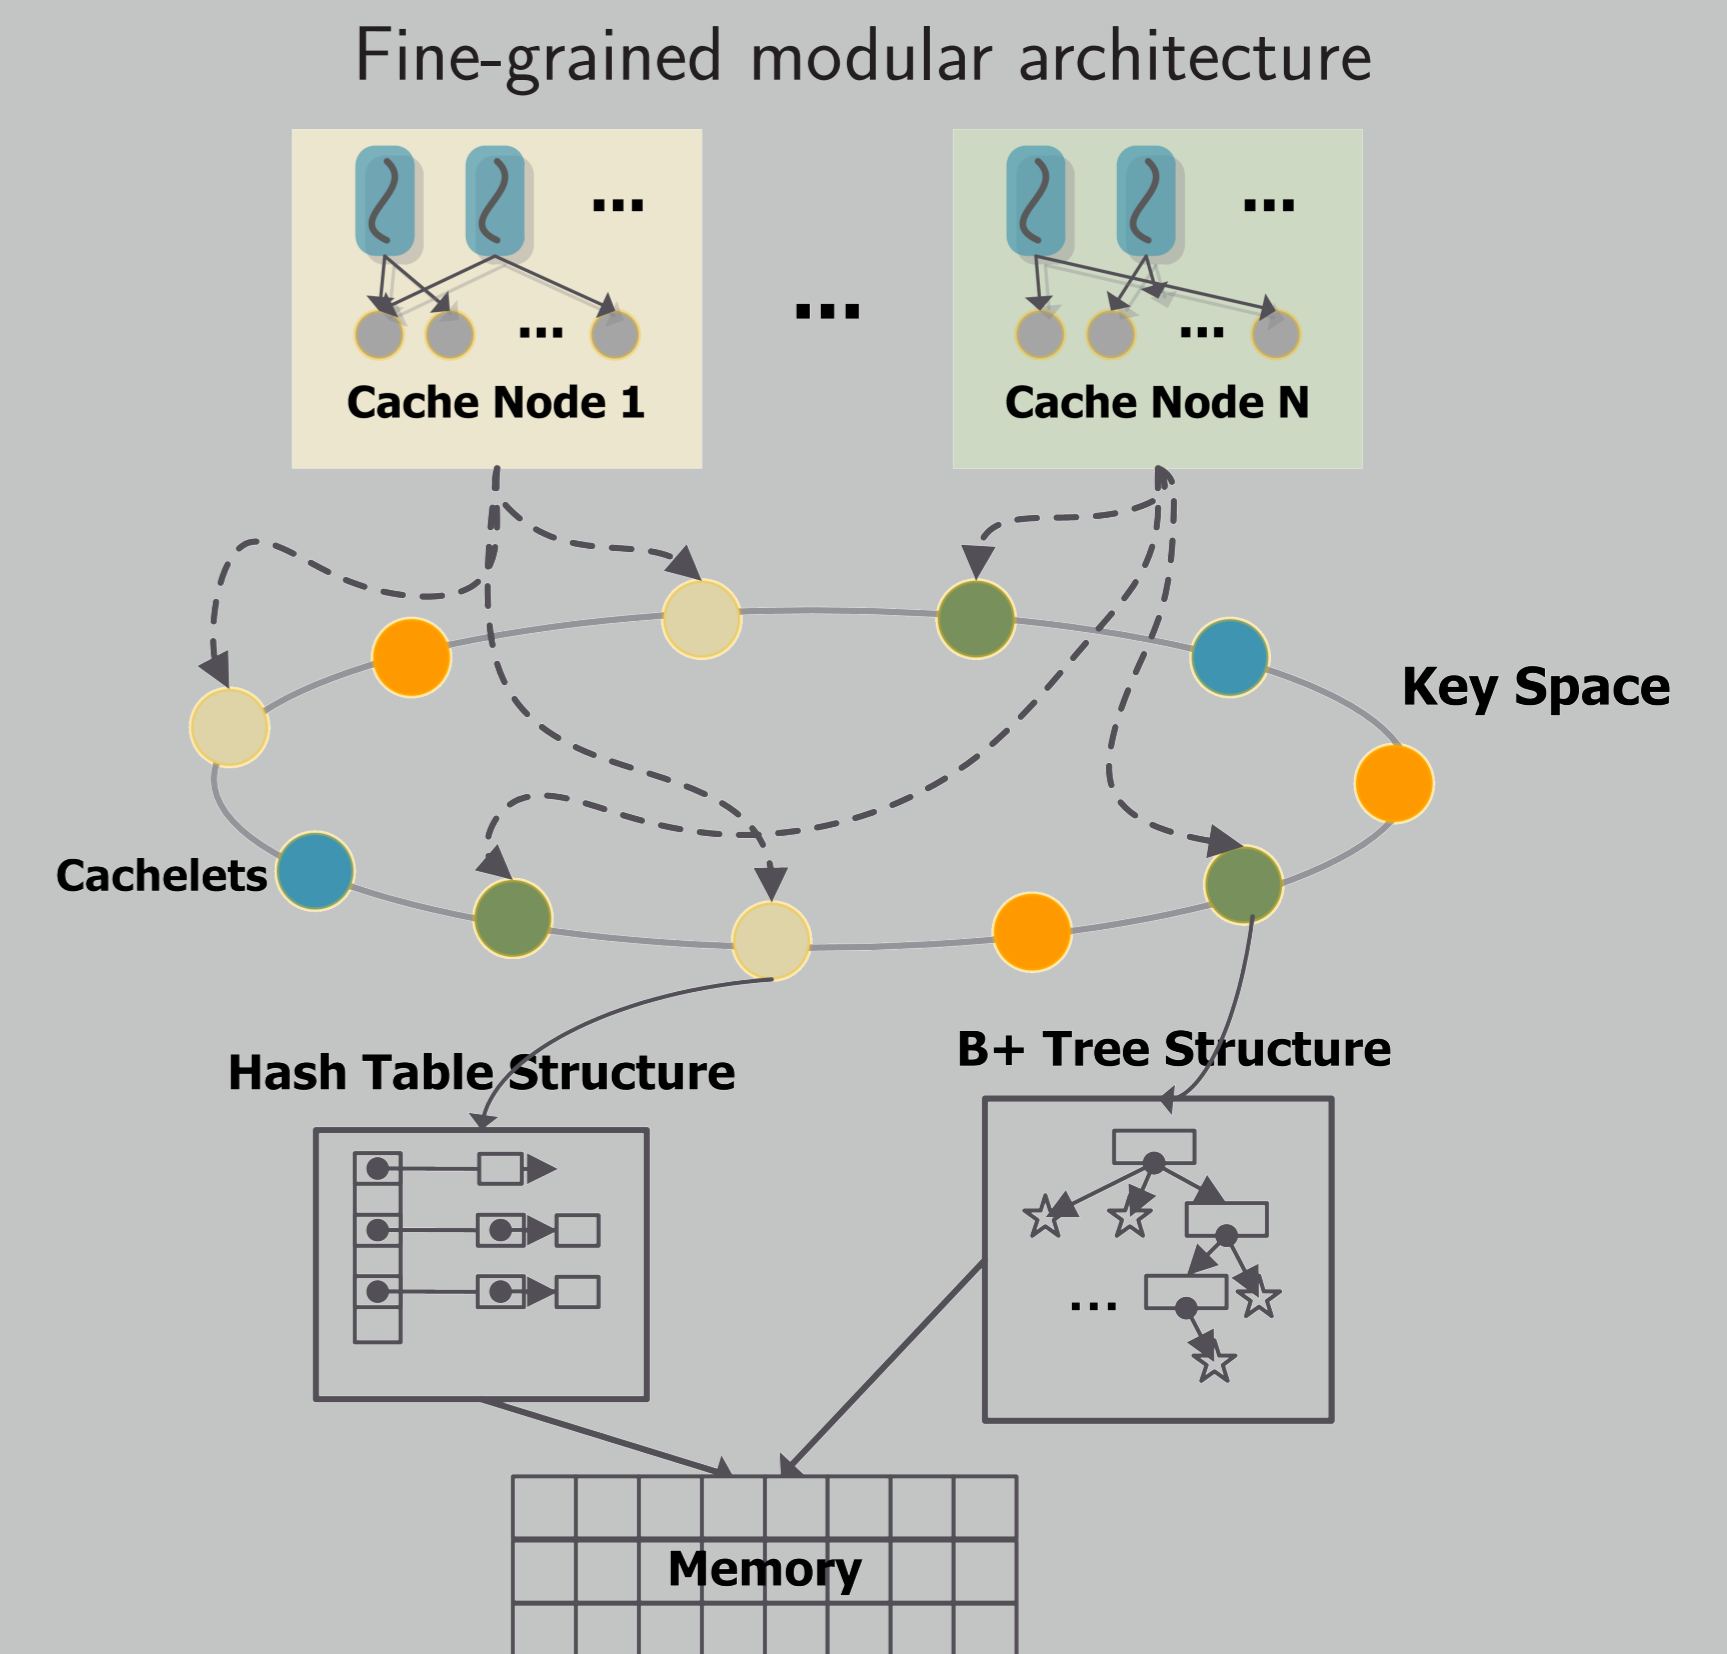 Fine-grained modular architecture
...
...
...
...
...
Cache Node 1
Cache Node N
Key Space
Cachelets
B+ Tree Structure
Hash Table Structure
...
Memory